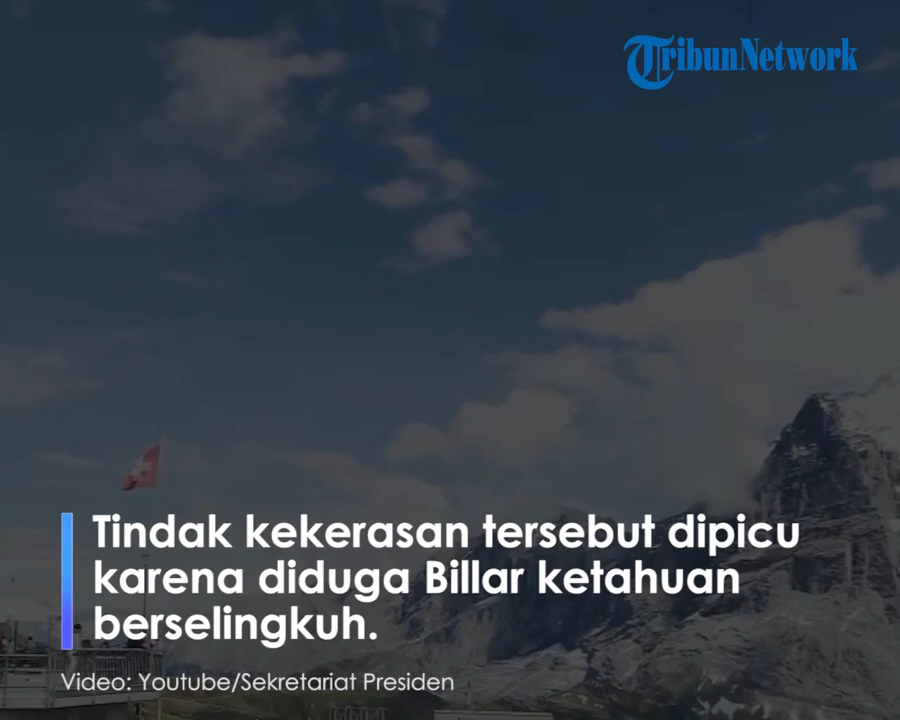 TribunNetwork
Tindak kekerasan tersebut dipicu
karena diduga Billar ketahuan
berselingkuh.
Video: Youtube/Sekretariat Presiden